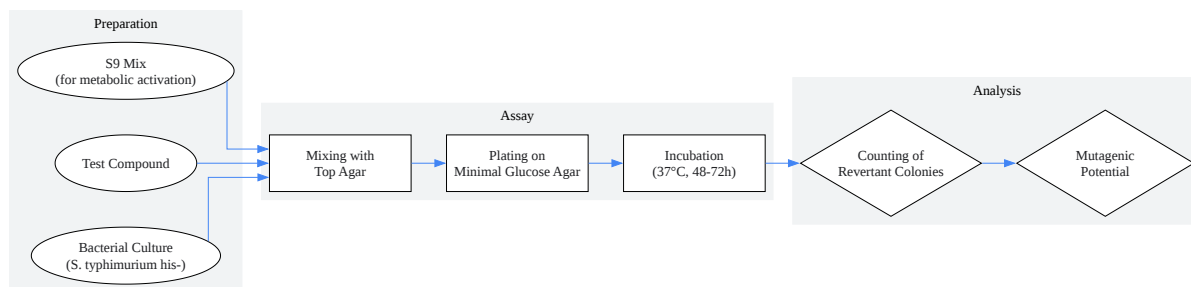 Preparation
S9 Mix
(for metabolic activation)
Test Compound
Bacterial Culture
(S. typhimurium his-)
Assay
Mixing with
Top Agar
Plating on
Minimal Glucose Agar
Incubation
(37°C, 48-72h)
Analysis
Counting of
Revertant Colonies
Mutagenic
Potential